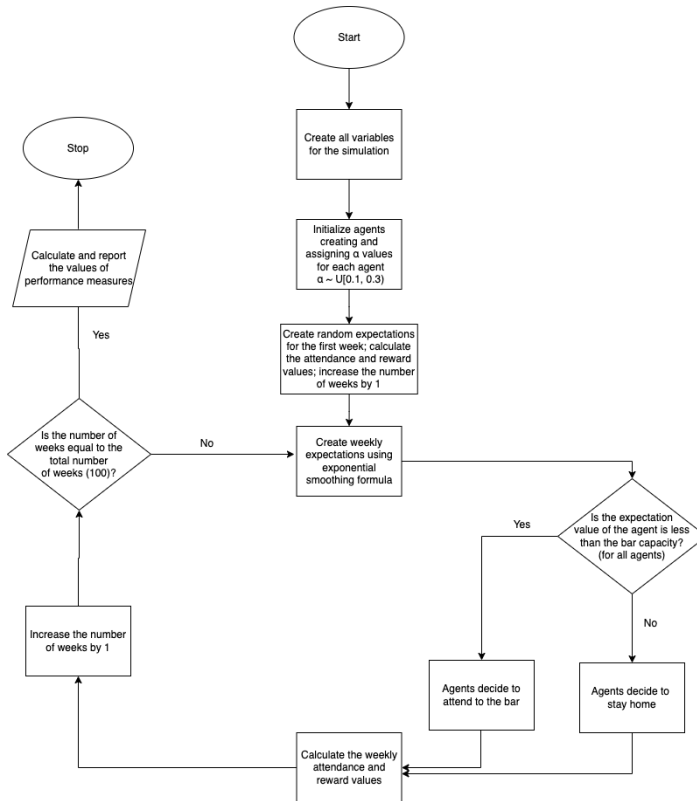 Start
Create all variables
for the simulation
Initialize agents
creating and
assigning α values
for each agent
α ~ U[0.1, 0.3)
Create random expectations
for the first week; calculate
the attendance and reward
values; increase the number
of weeks by 1
Create weekly
expectations using
exponential
smoothing formula
Is the expectation
value of the agent is less
than the bar capacity?
(for all agents)
Yes
No
Agents decide to
attend to the bar
Agents decide to
stay home
Calculate the weekly
attendance and
reward values
Increase the number
of weeks by 1
Is the number of
weeks equal to the
total number
of weeks (100)?
No
Yes
Calculate and report
the values of
performance measures
Stop